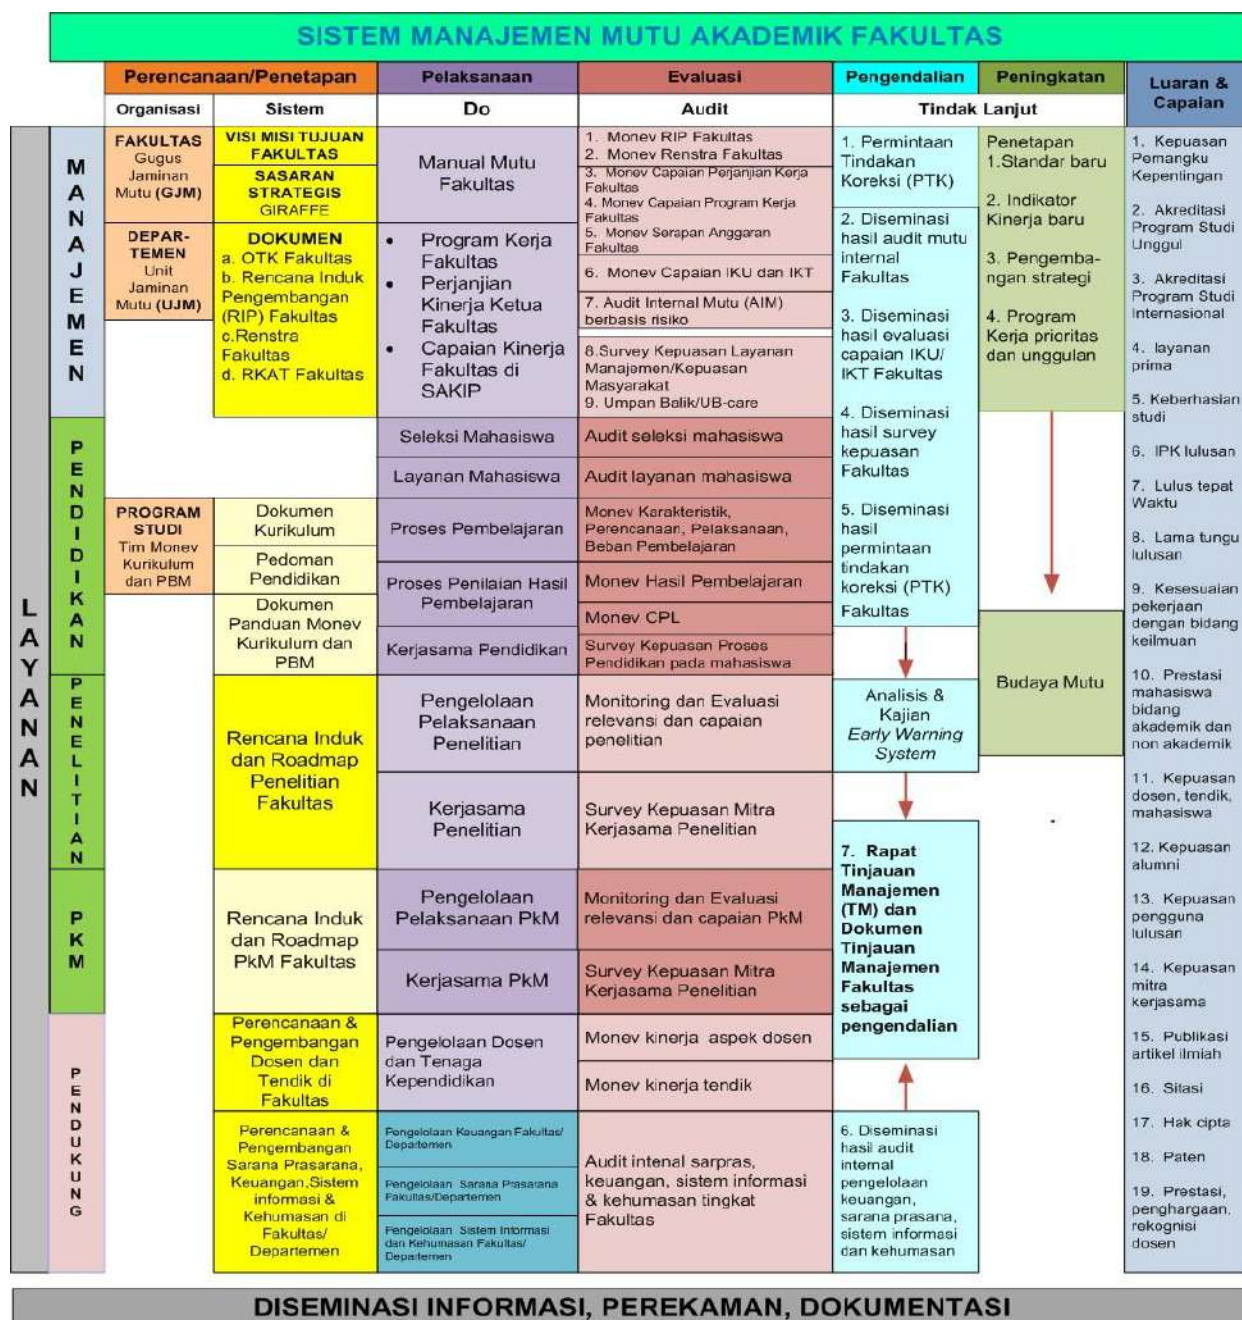 SISTEM MANAJEMEN MUTU AKADEMIK FAKULTAS
Perencanaan/Penetapan
Pelaksanaan
Evaluasi
Pengendalian
Peningkatan
Luaran &
Capaian
Organisasi
Sistem
Do
Audit
Tindak Lanjut
LAYANAN
MANAJEMEN
FAKULTAS
Gugus
Jaminan
Mutu (GJM)
DEPAR-
TEMEN
Unit
Jaminan
Mutu (UJM)
VISI MISI TUJUAN
FAKULTAS
SASARAN
STRATEGIS
GIRAFFE
DOKUMEN
a. OTK Fakultas
b. Rencana Induk
Pengembangan
(RIP) Fakultas
c.Renstra
Fakultas
d. RKAT Fakultas
Manual Mutu
Fakultas
• Program Kerja
Fakultas
• Perjanjian
Kinerja Ketua
Fakultas
• Capaian Kinerja
Fakultas di
SAKIP
1. Monev RIP Fakultas
2. Monev Renstra Fakultas
3. Monev Capaian Perjanjian Kerja
Fakultas
4. Monev Capaian Program Kerja
Fakultas
5. Monev Serapan Anggaran
Fakultas
6. Monev Capaian IKU dan IKT
7. Audit Internal Mutu (AIM)
berbasis risiko
8.Survey Kepuasan Layanan
Manajemen/Kepuasan
Masyarakat
9. Umpan Balik/UB-care
PENDIDIKAN
PROGRAM
STUDI
Tim Monev
Kurikulum
dan PBM
Dokumen
Kurikulum
Pedoman
Pendidikan
Dokumen
Panduan Monev
Kurikulum dan
PBM
Seleksi Mahasiswa
Layanan Mahasiswa
Proses Pembelajaran
Proses Penilaian Hasil
Pembelajaran
Kerjasama Pendidikan
Audit seleksi mahasiswa
Audit layanan mahasiswa
Monev Karakteristik,
Perencanaan, Pelaksanaan,
Beban Pembelajaran
Monev Hasil Pembelajaran
Monev CPL
Survey Kepuasan Proses
Pendidikan pada mahasiswa
PENELITIAN
Rencana Induk
dan Roadmap
Penelitian
Fakultas
Pengelolaan
Pelaksanaan
Penelitian
Kerjasama
Penelitian
Monitoring dan Evaluasi
relevansi dan capaian
penelitian
Survey Kepuasan Mitra
Kerjasama Penelitian
PKM
Rencana Induk
dan Roadmap
PkM Fakultas
Pengelolaan
Pelaksanaan PkM
Kerjasama PkM
Monitoring dan Evaluasi
relevansi dan capaian PkM
Survey Kepuasan Mitra
Kerjasama Penelitian
PENDUKUNG
Perencanaan &
Pengembangan
Dosen dan
Tendik di
Fakultas
Perencanaan &
Pengembangan
Sarana Prasarana,
Keuangan,Sistem
informasi &
Kehumasan di
Fakultas/
Departemen
Pengelolaan Dosen
dan Tenaga
Kependidikan
Pengelolaan Keuangan Fakultas/
Departemen
Pengelolaan Sarana Prasarana
Fakultas/Departemen
Pengelolaan Sistem Informasi
dan Kehumasan Fakultas/
Departemen
Monev kinerja aspek dosen
Monev kinerja tendik
Audit intenal sarpras,
keuangan, sistem informasi
& kehumasan tingkat
Fakultas
1. Permintaan
Tindakan
Koreksi (PTK)
2. Diseminasi
hasil audit mutu
internal
Fakultas
3. Diseminasi
hasil evaluasi
capaian IKU/
IKT Fakultas
4. Diseminasi
hasil survey
kepuasan
Fakultas
5. Diseminasi
hasil
permintaan
tindakan
koreksi (PTK)
Fakultas
Analisis &
Kajian
Early Warning
System
7. Rapat
Tinjauan
Manajemen
(TM) dan
Dokumen
Tinjauan
Manajemen
Fakultas
sebagai
pengendalian
6. Diseminasi
hasil audit
internal
pengelolaan
keuangan,
sarana prasana,
sistem informasi
dan kehumasan
Penetapan
1.Standar baru
2. Indikator
Kinerja baru
3. Pengemba-
ngan strategi
4. Program
Kerja prioritas
dan unggulan
Budaya Mutu
1. Kepuasan
Pemangku
Kepentingan
2. Akreditasi
Program Studi
Unggul
3. Akreditasi
Program Studi
Internasional
4. layanan
prima
5. Keberhasian
studi
6. IPK lulusan
7. Lulus tepat
Waktu
8. Lama tungu
lulusan
9. Kesesuaian
pekerjaan
dengan bidang
keilmuan
10. Prestasi
mahasiswa
bidang
akademik dan
non akademik
11. Kepuasan
dosen, tendik,
mahasiswa
12. Kepuasan
alumni
13. Kepuasan
pengguna
lulusan
14. Kepuasan
mitra
kerjasama
15. Publikasi
artikel ilmiah
16. Sitasi
17. Hak cipta
18. Paten
19. Prestasi,
penghargaan,
rekognisi
dosen
DISEMINASI INFORMASI, PEREKAMAN, DOKUMENTASI